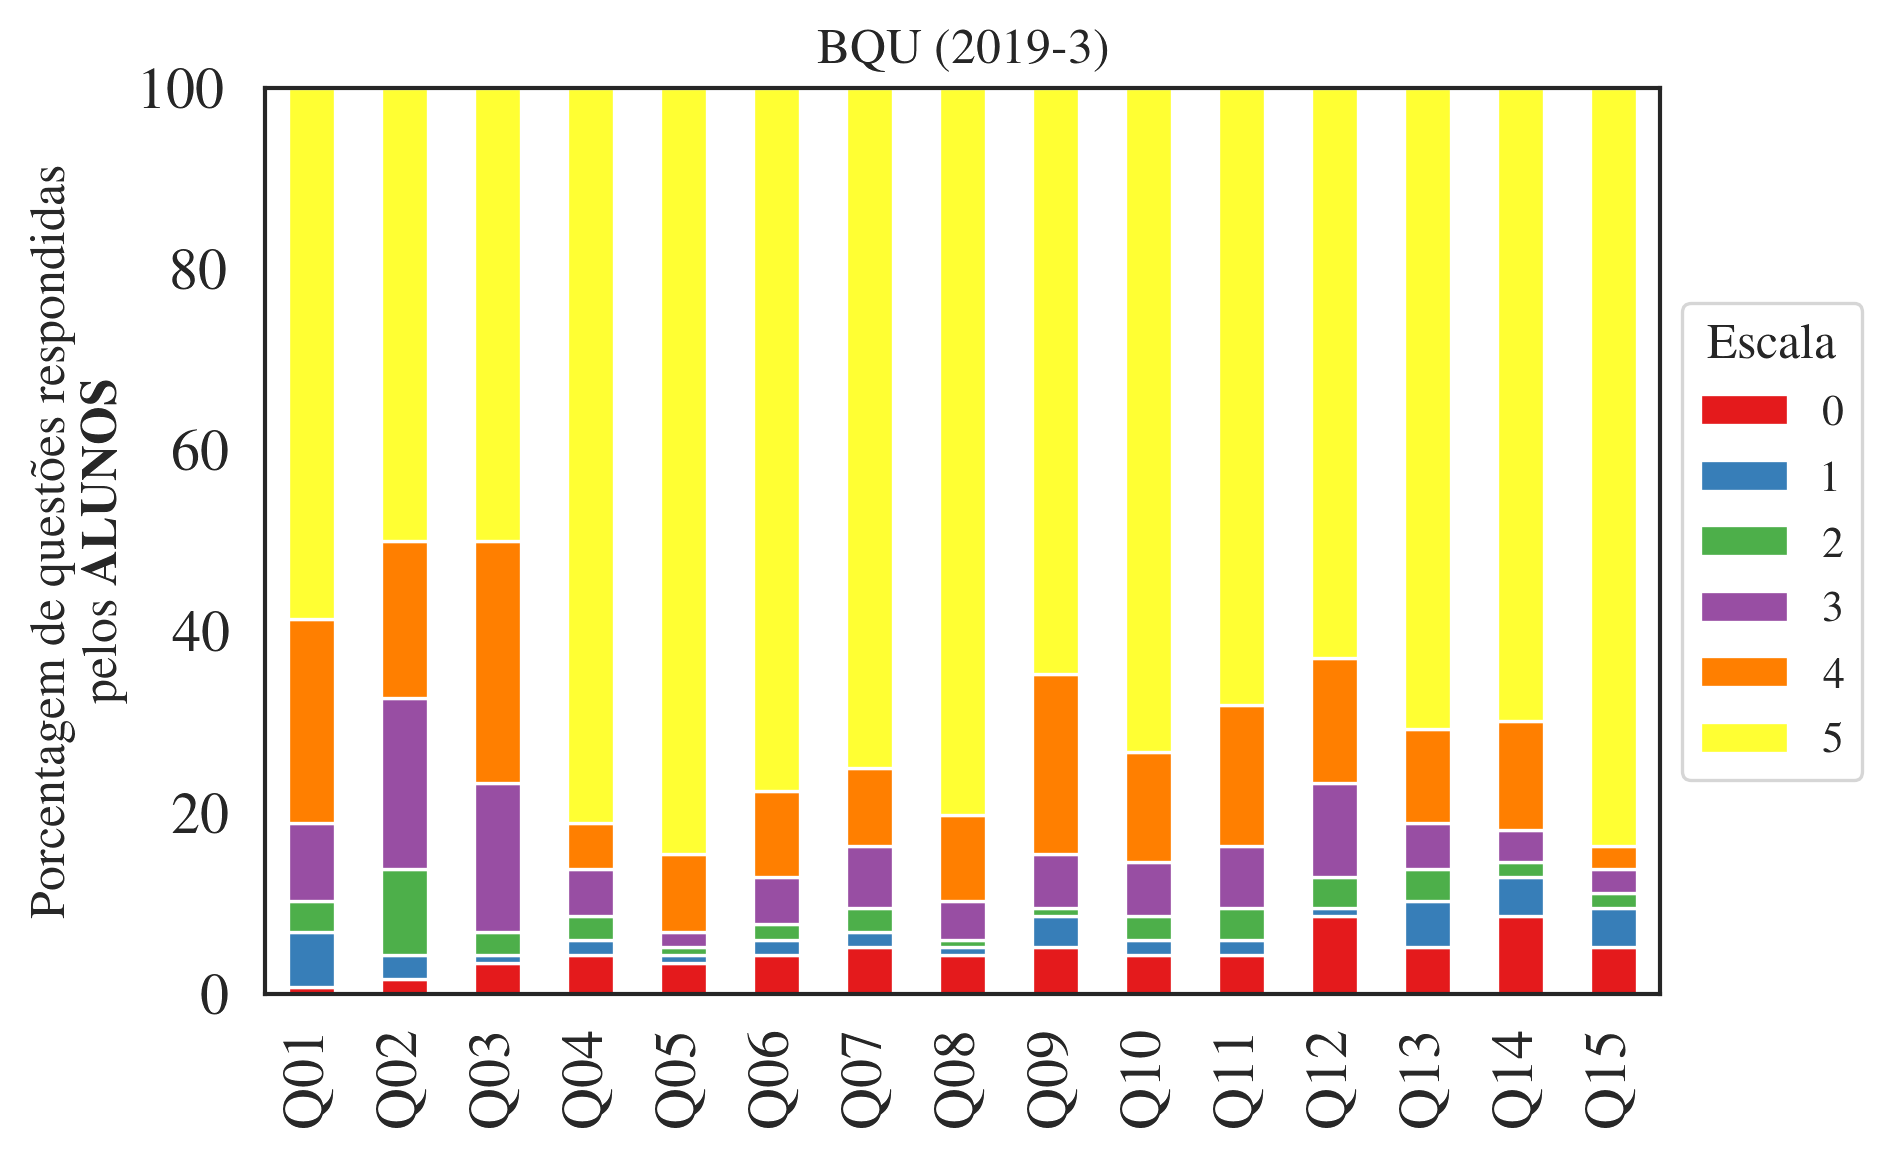 BQU (2019-3)
Porcentagem de questões respondidas
pelos ALUNOS
100
80
60
40
20
0
Q01
Q02
Q03
Q04
Q05
Q06
Q07
Q08
Q09
Q10
Q11
Q12
Q13
Q14
Q15
Escala
0
1
2
3
4
5